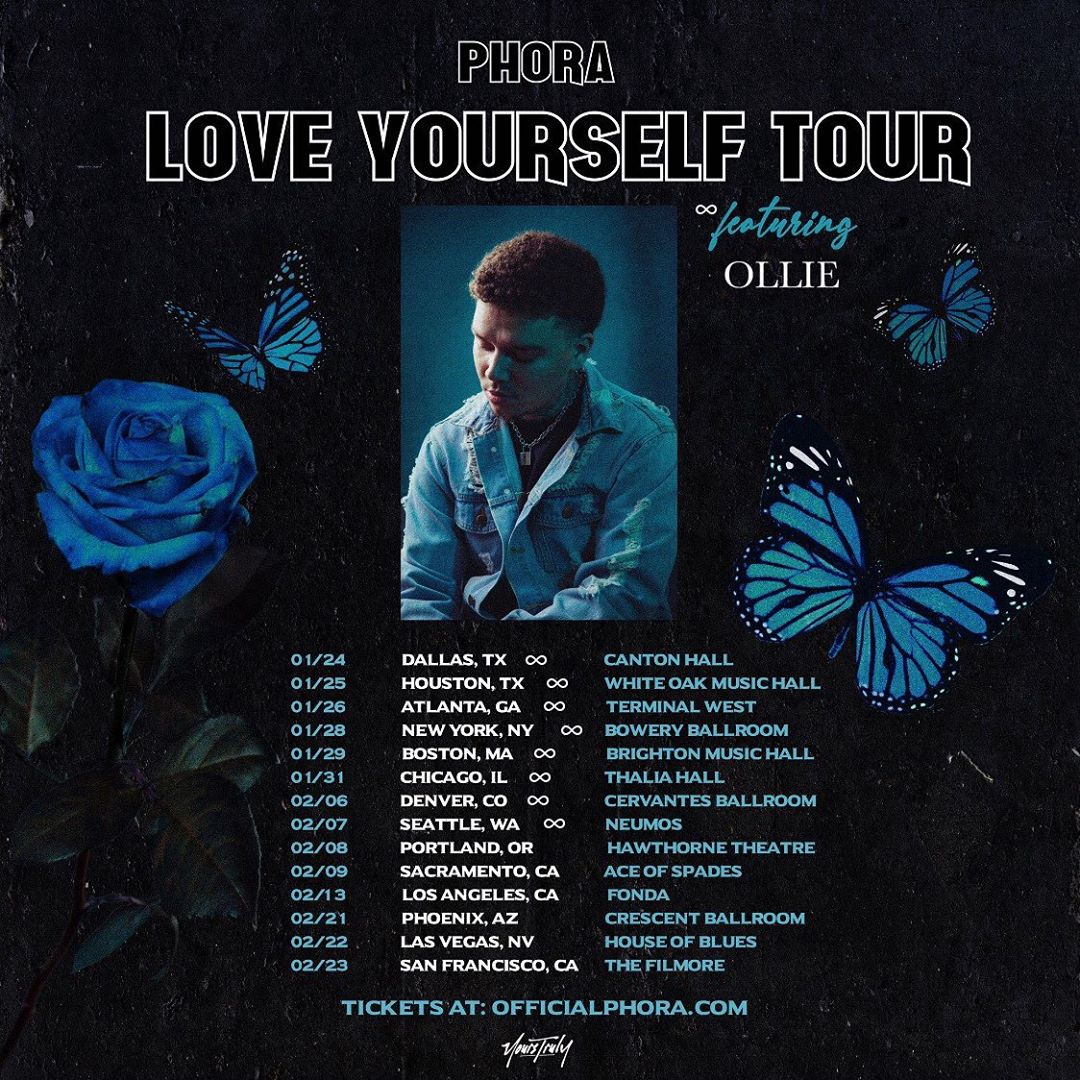 PHORA
LOVE YOURSELF TOUR
∞ featuring
OLLIE
01/24 DALLAS, TX ∞ CANTON HALL
01/25 HOUSTON, TX ∞ WHITE OAK MUSIC HALL
01/26 ATLANTA, GA ∞ TERMINAL WEST
01/28 NEW YORK, NY ∞ BOWERY BALLROOM
01/29 BOSTON, MA ∞ BRIGHTON MUSIC HALL
01/31 CHICAGO, IL ∞ THALIA HALL
02/06 DENVER, CO ∞ CERVANTES BALLROOM
02/07 SEATTLE, WA ∞ NEUMOS
02/08 PORTLAND, OR HAWTHORNE THEATRE
02/09 SACRAMENTO, CA ACE OF SPADES
02/13 LOS ANGELES, CA FONDA
02/21 PHOENIX, AZ CRESCENT BALLROOM
02/22 LAS VEGAS, NV HOUSE OF BLUES
02/23 SAN FRANCISCO, CA THE FILMORE
TICKETS AT: OFFICIALPHORA.COM
Yours Truly